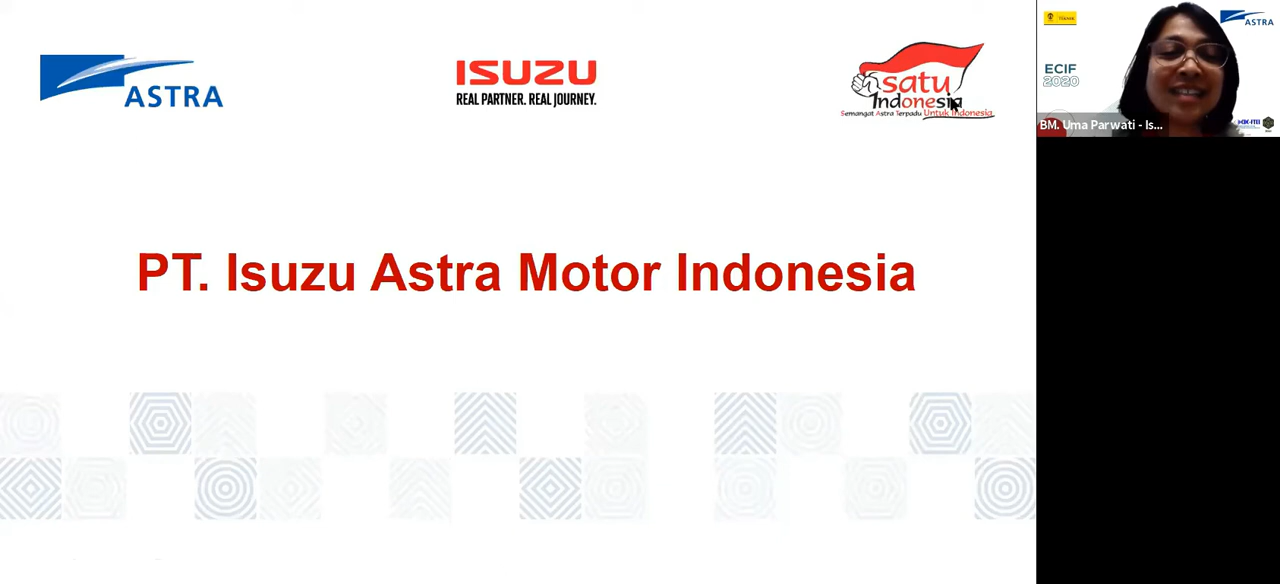 ASTRA
ISUZU
REAL PARTNER. REAL JOURNEY.
satu
Indonesia
Semangat Astra Terpadu Untuk Indonesia
PT. Isuzu Astra Motor Indonesia
TEKNIK
ASTRA
ECIF
2020
BM. Uma Parwati - Is...